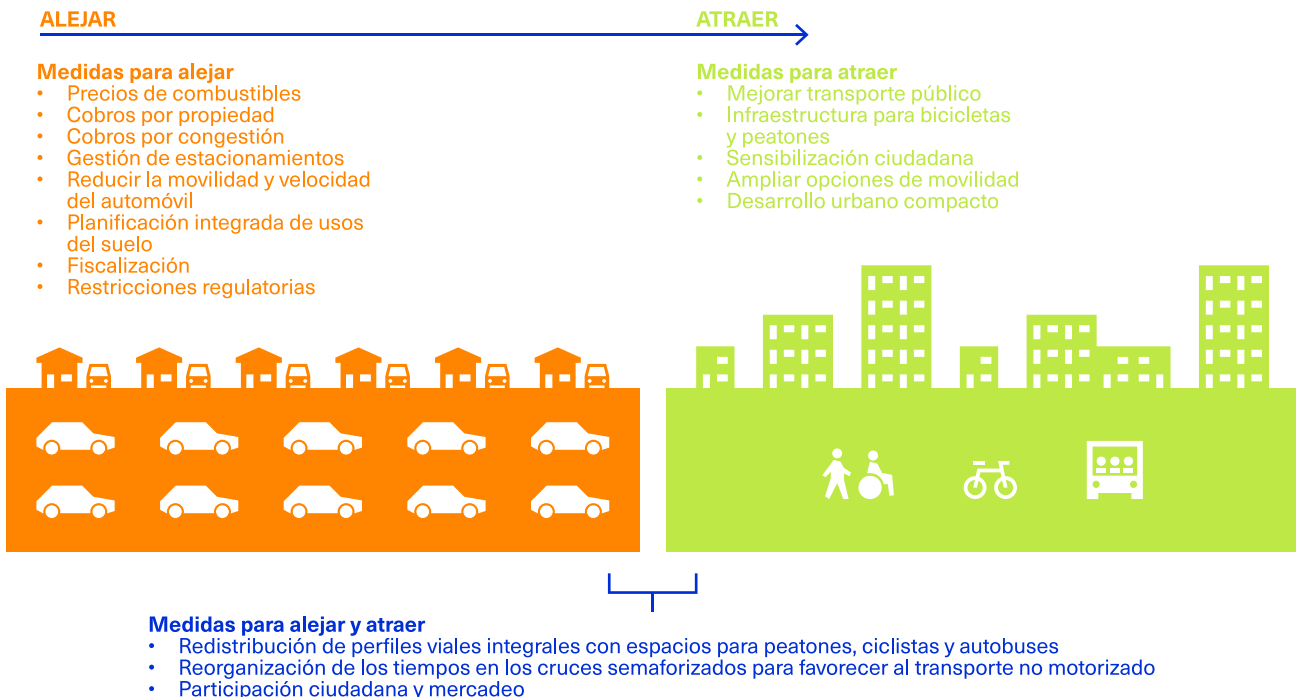 ALEJAR
ATRAER
Medidas para alejar
• Precios de combustibles
• Cobros por propiedad
• Cobros por congestión
• Gestión de estacionamientos
• Reducir la movilidad y velocidad
del automóvil
• Planificación integrada de usos
del suelo
• Fiscalización
• Restricciones regulatorias
Medidas para atraer
• Mejorar transporte público
• Infraestructura para bicicletas
y peatones
• Sensibilización ciudadana
• Ampliar opciones de movilidad
• Desarrollo urbano compacto
Medidas para alejar y atraer
• Redistribución de perfiles viales integrales con espacios para peatones, ciclistas y autobuses
• Reorganización de los tiempos en los cruces semaforizados para favorecer al transporte no motorizado
• Participación ciudadana y mercadeo